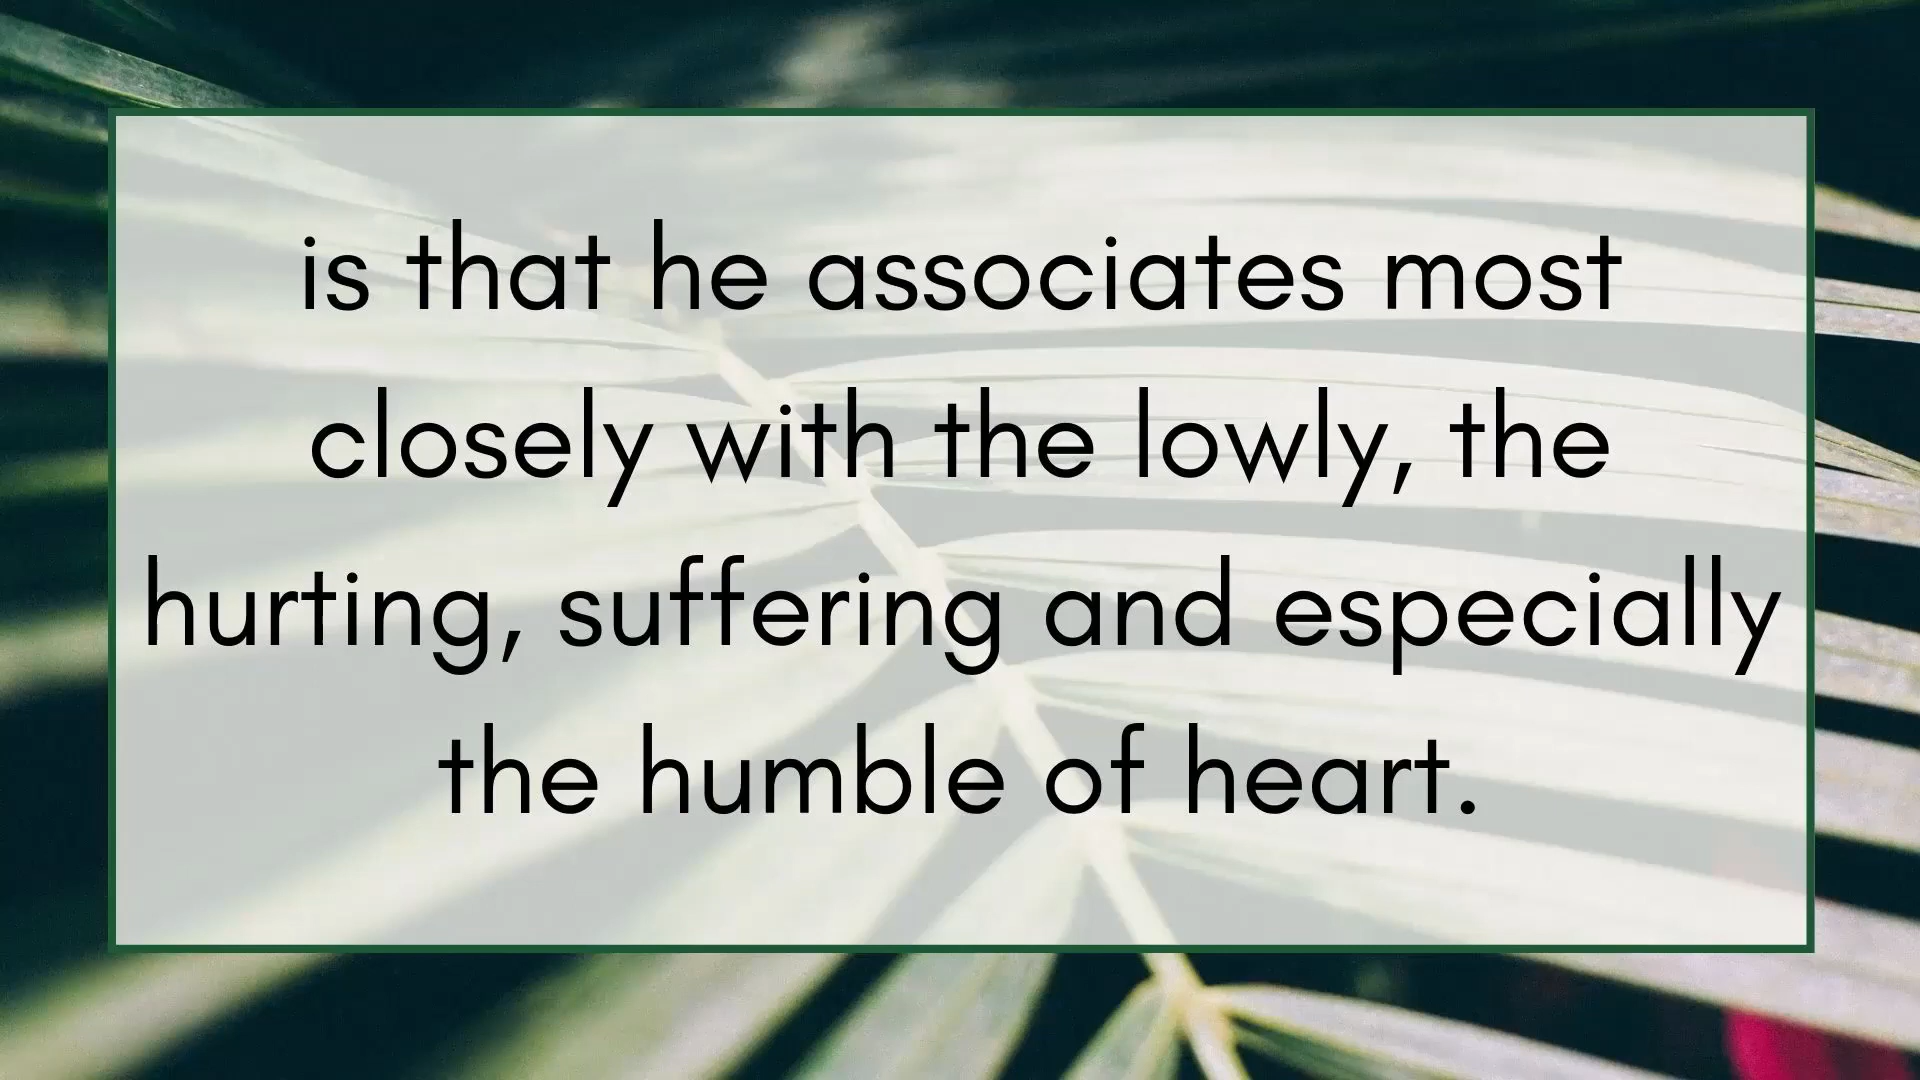 is that he associates most
closely with the lowly, the
hurting, suffering and especially
the humble of heart.